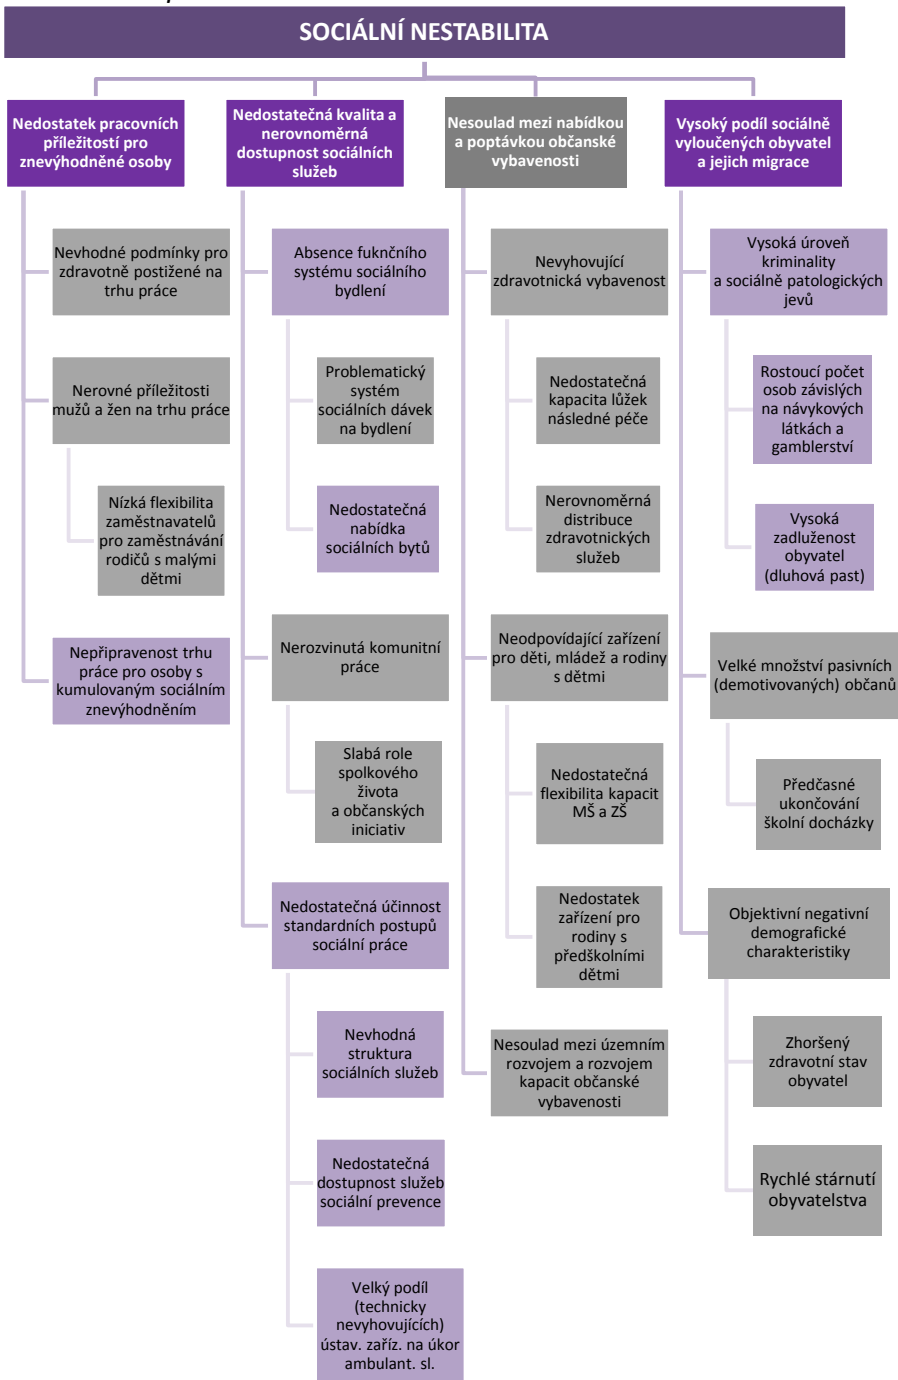 SOCIÁLNÍ NESTABILITA
Nedostatek pracovních
příležitostí pro
znevýhodněné osoby
Nevhodné podmínky pro
zdravotně postižené na
trhu práce
Nerovné příležitosti
mužů a žen na trhu práce
Nízká flexibilita
zaměstnavatelů
pro zaměstnávání
rodičů s malými
dětmi
Nepřipravenost trhu
práce pro osoby s
kumulovaným sociálním
znevýhodněním
Nedostatečná kvalita a
nerovnoměrná
dostupnost sociálních
služeb
Absence fuknčního
systému sociálního
bydlení
Problematický
systém
sociálních dávek
na bydlení
Nedostatečná
nabídka
sociálních bytů
Nerozvinutá komunitní
práce
Slabá role
spolkového
života
a občanských
iniciativ
Nedostatečná účinnost
standardních postupů
sociální práce
Nevhodná
struktura
sociálních služeb
Nedostatečná
dostupnost služeb
sociální prevence
Velký podíl
(technicky
nevyhovujících)
ústav. zaříz. na úkor
ambulant. sl.
Nesoulad mezi nabídkou
a poptávkou občanské
vybavenosti
Nevyhovující
zdravotnická vybavenost
Nedostatečná
kapacita lůžek
následné péče
Nerovnoměrná
distribuce
zdravotnických
služeb
Neodpovídající zařízení
pro děti, mládež a rodiny
s dětmi
Nedostatečná
flexibilita kapacit
MŠ a ZŠ
Nedostatek
zařízení pro
rodiny s
předškolními
dětmi
Nesoulad mezi územním
rozvojem a rozvojem
kapacit občanské
vybavenosti
Vysoký podíl sociálně
vyloučených obyvatel
a jejich migrace
Vysoká úroveň
kriminality
a sociálně patologických
jevů
Rostoucí počet
osob závislých
na návykových
látkách a
gamblerství
Vysoká
zadluženost
obyvatel
(dluhová past)
Velké množství pasivních
(demotivovaných) občanů
Předčasné
ukončování
školní docházky
Objektivní negativní
demografické
charakteristiky
Zhoršený
zdravotní stav
obyvatel
Rychlé stárnutí
obyvatelstva